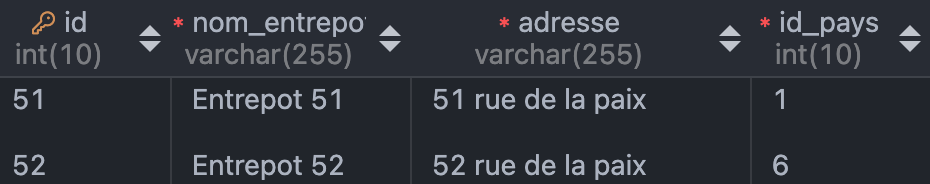 id * nom_entrepo * adresse * id_pays
int(10) varchar(255) varchar(255) int(10)
51 Entrepot 51 51 rue de la paix 1
52 Entrepot 52 52 rue de la paix 6